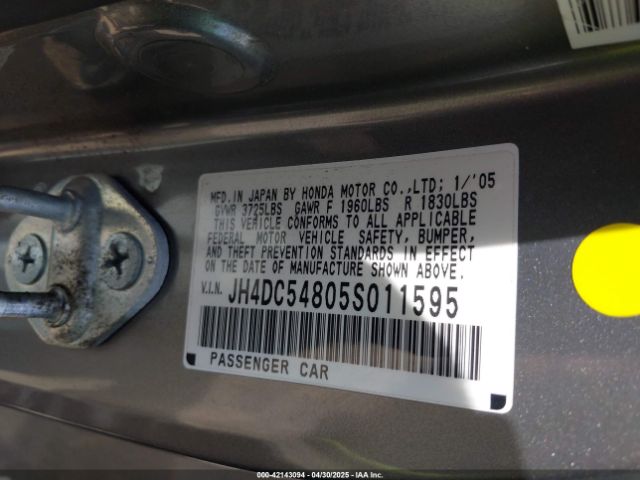 MFD. IN JAPAN BY HONDA MOTOR CO.,LTD; 1/'05
GVWR 3725LBS GAWR F 1960LBS R 1830LBS
THIS VEHICLE CONFORMS TO ALL APPLICABLE
FEDERAL MOTOR VEHICLE SAFETY, BUMPER,
AND THEFT PREVENTION STANDARDS IN EFFECT
ON THE DATE OF MANUFACTURE SHOWN ABOVE.
V.I.N. JH4DC54805S011595
PASSENGER CAR
000-42143094 - 04/30/2025 - IAAI.COM